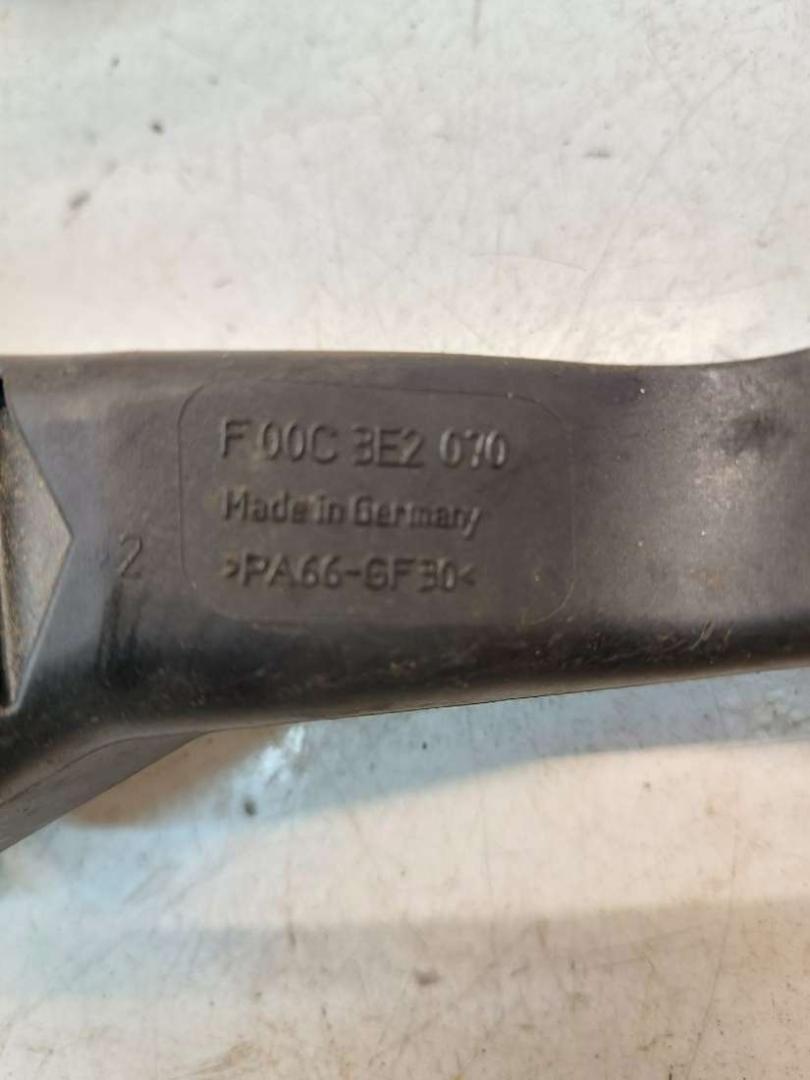 F 00C 3E2 070
Made in Germany
2
>PA66-GF30<